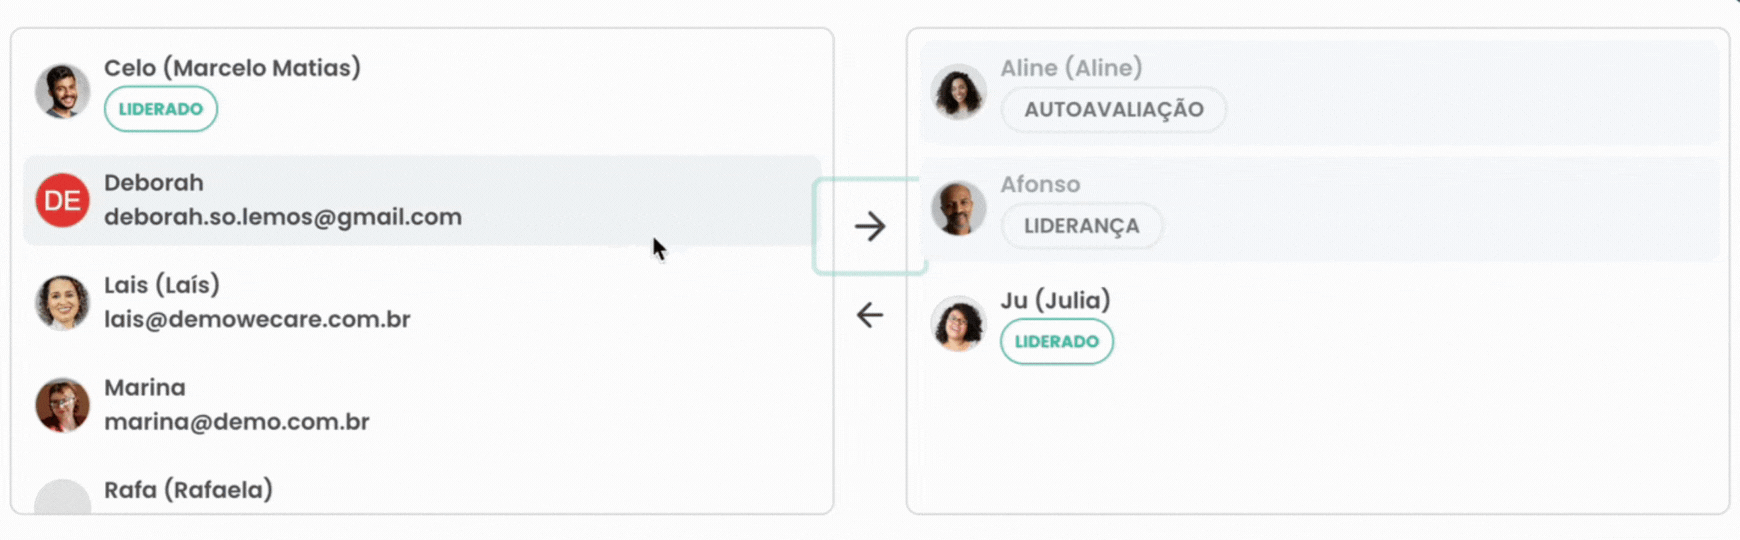 Celo (Marcelo Matias)
LIDERADO
DE
Deborah
deborah.so.lemos@gmail.com
Lais (Laís)
lais@demowecare.com.br
Marina
marina@demo.com.br
Rafa (Rafaela)
Aline (Aline)
AUTOAVALIAÇÃO
Afonso
LIDERANÇA
Ju (Julia)
LIDERADO